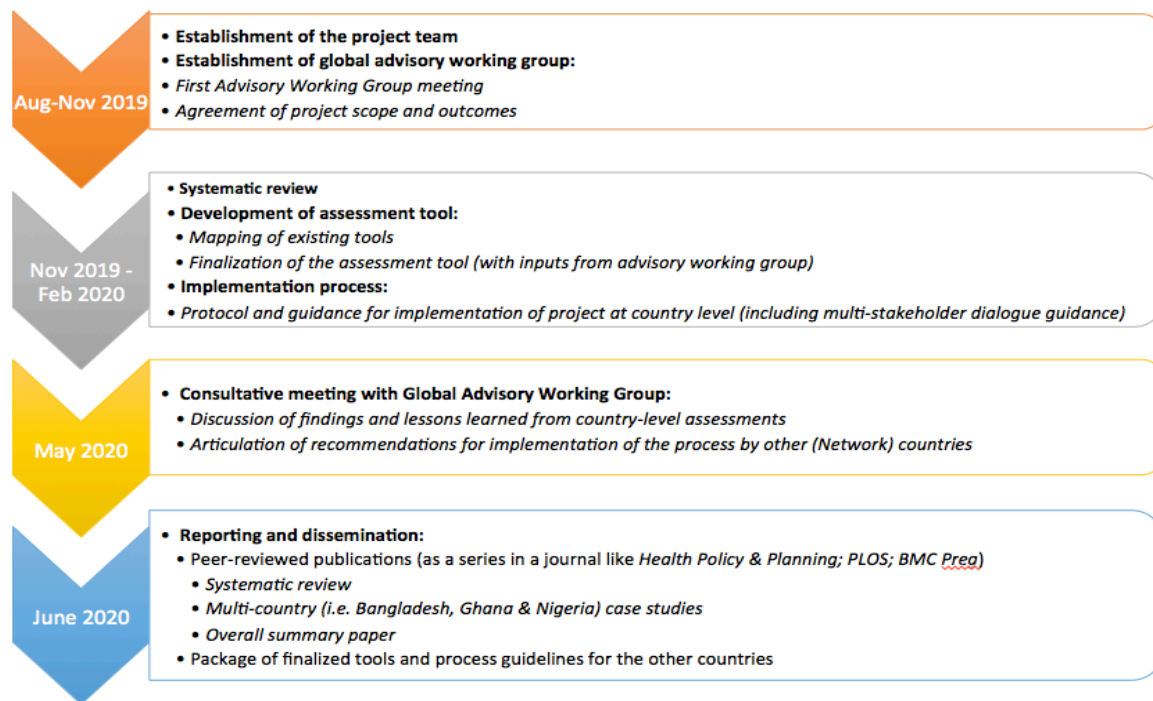 Aug-Nov 2019
• Establishment of the project team
• Establishment of global advisory working group:
• First Advisory Working Group meeting
• Agreement of project scope and outcomes
Nov 2019 -
Feb 2020
• Systematic review
• Development of assessment tool:
• Mapping of existing tools
• Finalization of the assessment tool (with inputs from advisory working group)
• Implementation process:
• Protocol and guidance for implementation of project at country level (including multi-stakeholder dialogue guidance)
May 2020
• Consultative meeting with Global Advisory Working Group:
• Discussion of findings and lessons learned from country-level assessments
• Articulation of recommendations for implementation of the process by other (Network) countries
June 2020
• Reporting and dissemination:
• Peer-reviewed publications (as a series in a journal like Health Policy & Planning; PLOS; BMC Preg)
• Systematic review
• Multi-country (i.e. Bangladesh, Ghana & Nigeria) case studies
• Overall summary paper
• Package of finalized tools and process guidelines for the other countries